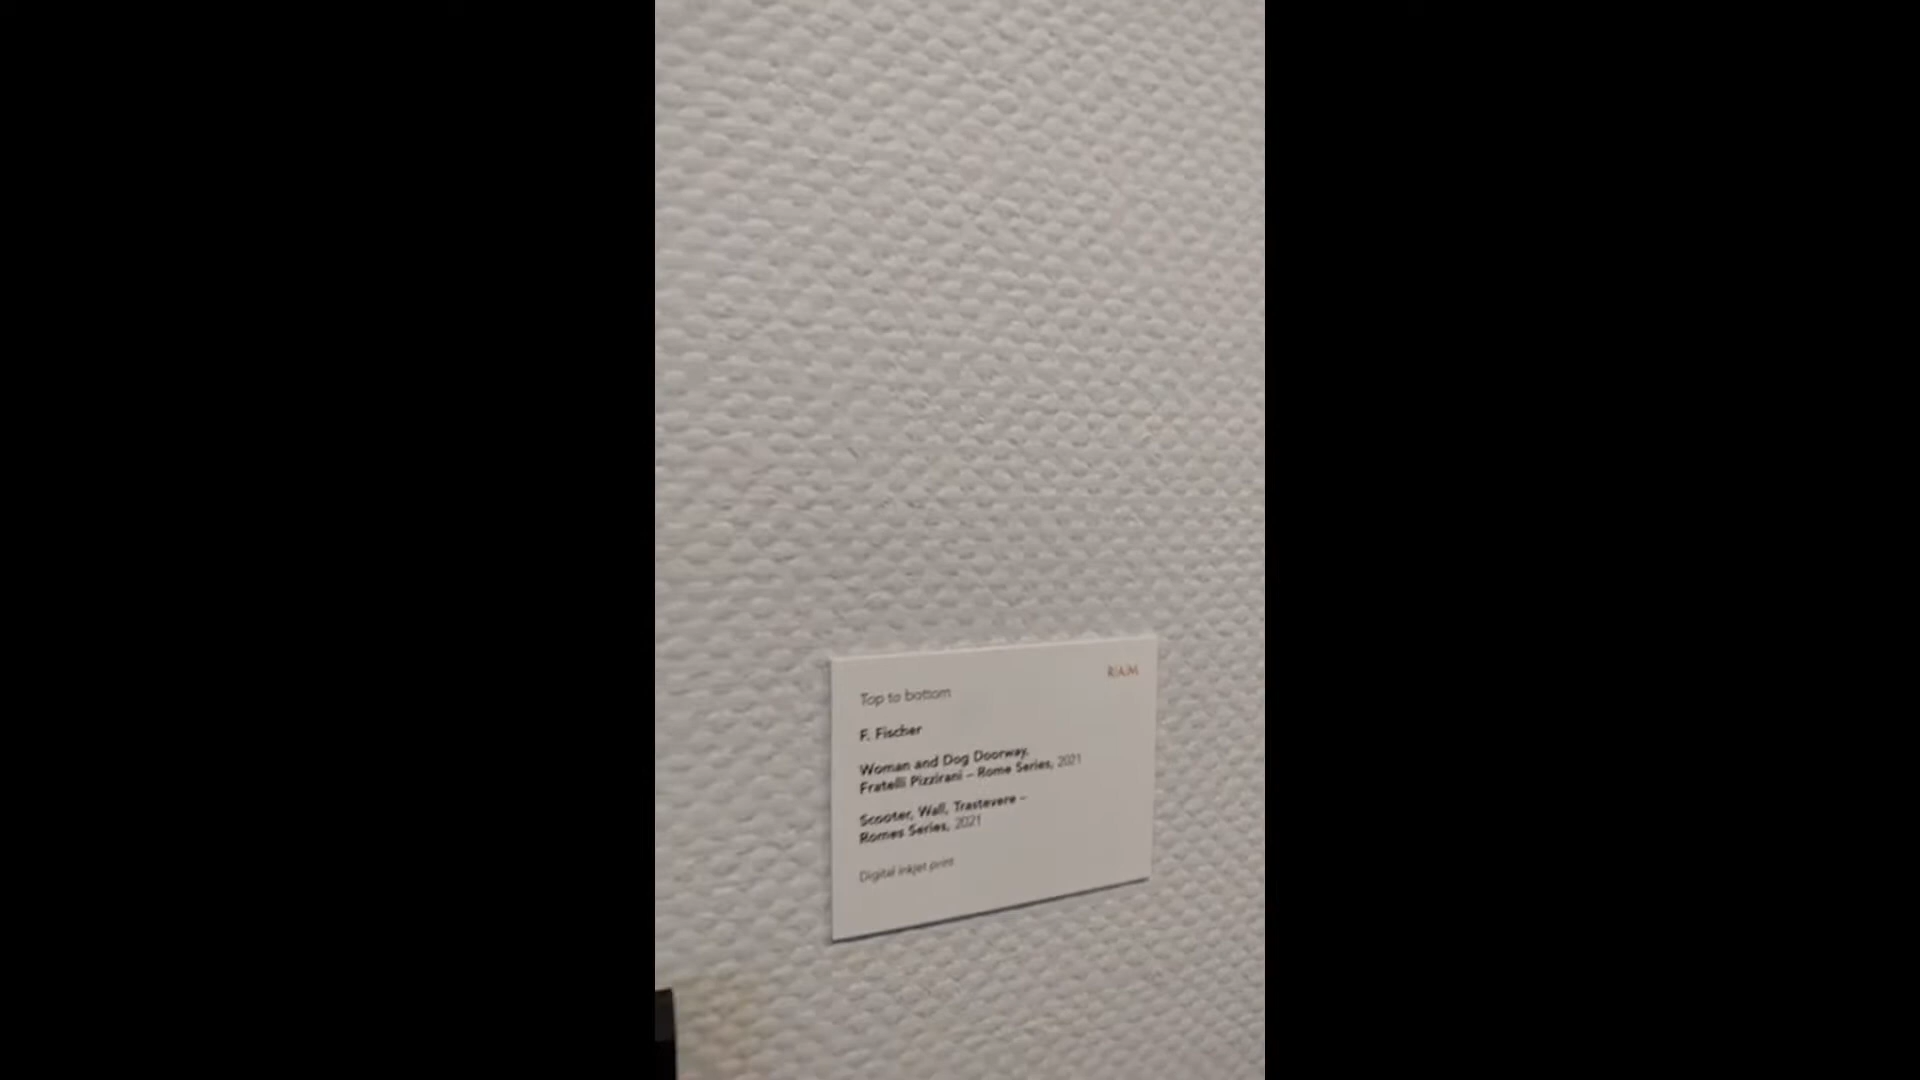 RAM
Top to bottom
F. Fischer
Woman and Dog Doorway,
Fratelli Pizzirani – Rome Series, 2021
Scooter, Wall, Trastevere –
Romes Series, 2021
Digital inkjet print